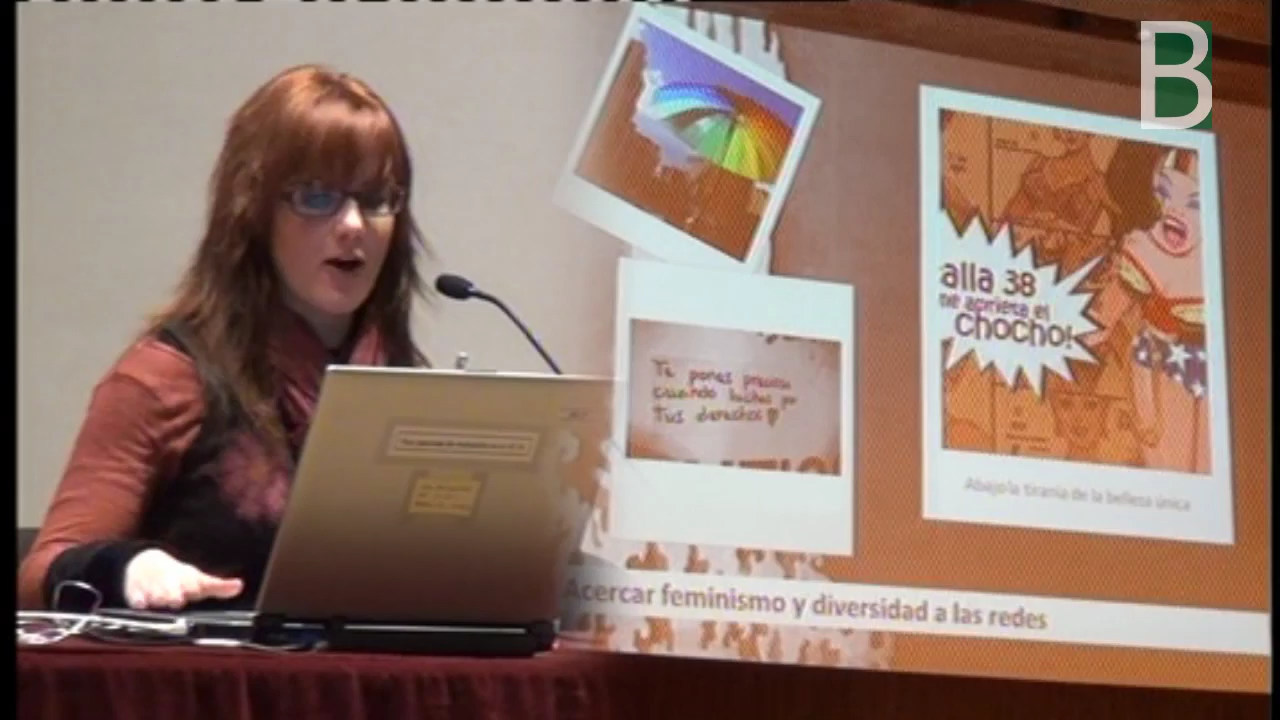 B
alla 38
me aprieta el
chocho!
Te pones preciosa
cuando luchas por
tus derechos
Abajo la tiranía de la belleza única
Acercar feminismo y diversidad a las redes